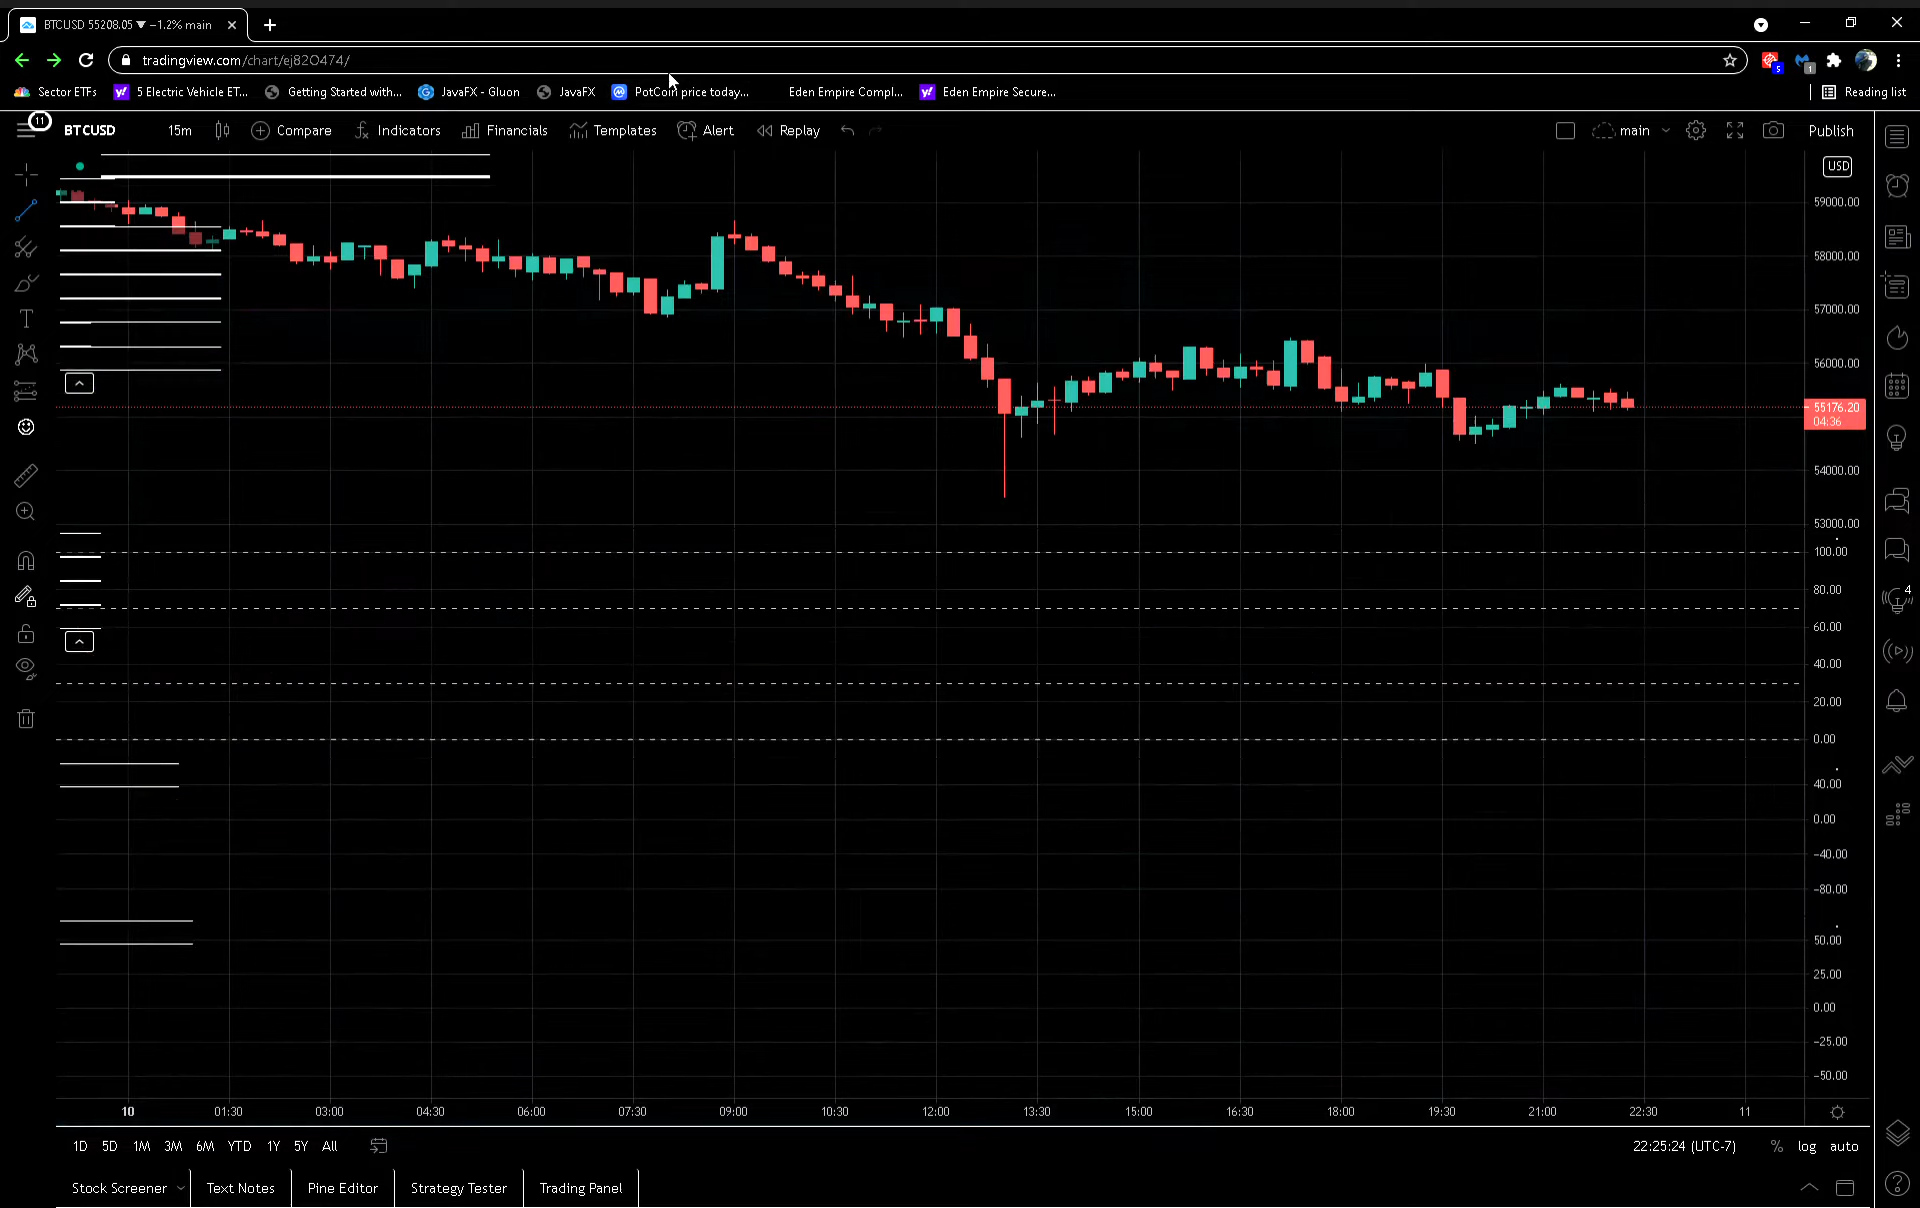 BTCUSD 55208.05 ▼ −1.2% main
tradingview.com/chart/ej82O474/
5
1
Sector ETFs
5 Electric Vehicle ET...
Getting Started with...
JavaFX - Gluon
JavaFX
PotCoin price today...
Eden Empire Compl...
Eden Empire Secure...
Reading list
11
BTCUSD
15m
Compare
Indicators
Financials
Templates
Alert
Replay
main
Publish
USD
59000.00
58000.00
57000.00
56000.00
55176.20
04:36
54000.00
53000.00
100.00
80.00
60.00
40.00
20.00
0.00
40.00
0.00
−40.00
−80.00
50.00
25.00
0.00
−25.00
−50.00
4
10
01:30
03:00
04:30
06:00
07:30
09:00
10:30
12:00
13:30
15:00
16:30
18:00
19:30
21:00
22:30
11
1D 5D 1M 3M 6M YTD 1Y 5Y All
22:25:24 (UTC-7)
% log auto
Stock Screener
Text Notes
Pine Editor
Strategy Tester
Trading Panel